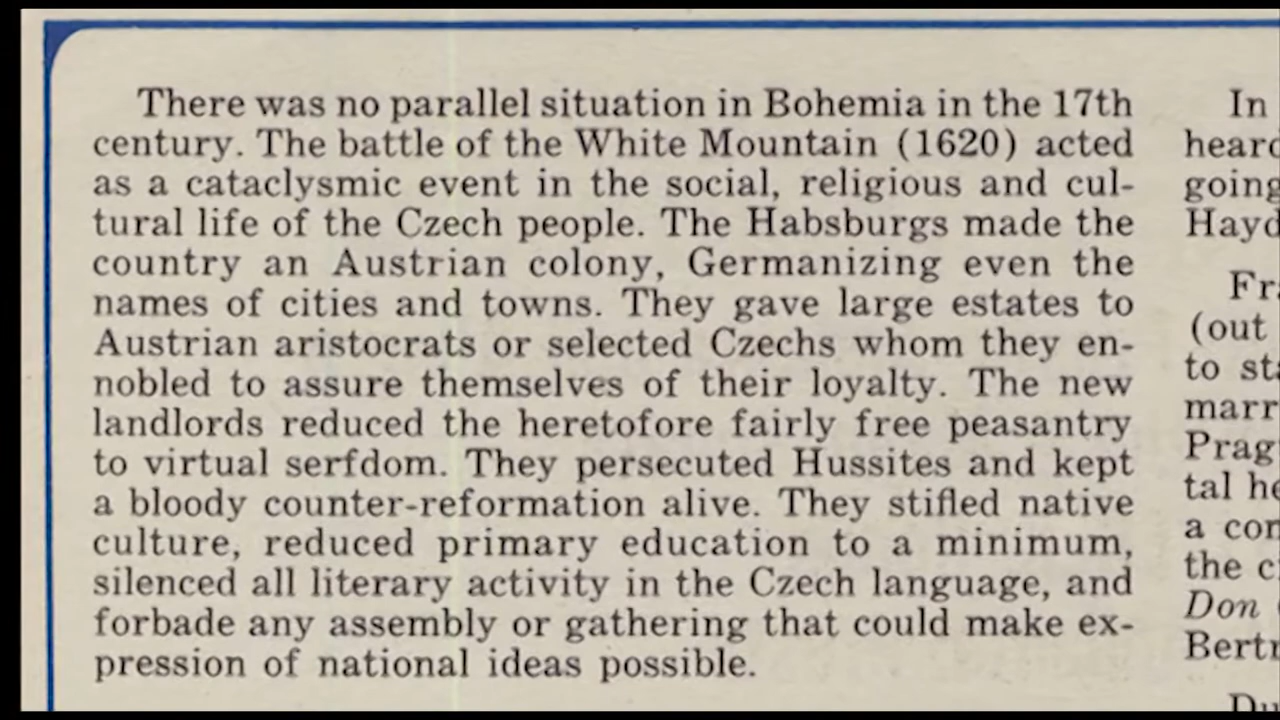 There was no parallel situation in Bohemia in the 17th
century. The battle of the White Mountain (1620) acted
as a cataclysmic event in the social, religious and cul-
tural life of the Czech people. The Habsburgs made the
country an Austrian colony, Germanizing even the
names of cities and towns. They gave large estates to
Austrian aristocrats or selected Czechs whom they en-
nobled to assure themselves of their loyalty. The new
landlords reduced the heretofore fairly free peasantry
to virtual serfdom. They persecuted Hussites and kept
a bloody counter-reformation alive. They stifled native
culture, reduced primary education to a minimum,
silenced all literary activity in the Czech language, and
forbade any assembly or gathering that could make ex-
pression of national ideas possible.
In
going
(out
to
a
the
Don